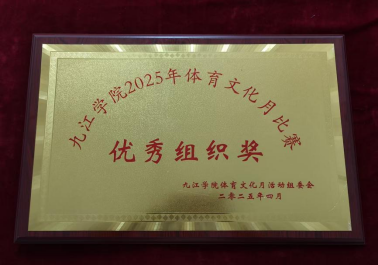 九江学院2025年体育文化月比赛
优秀组织奖
九江学院体育文化月活动组委会
二零二五年四月